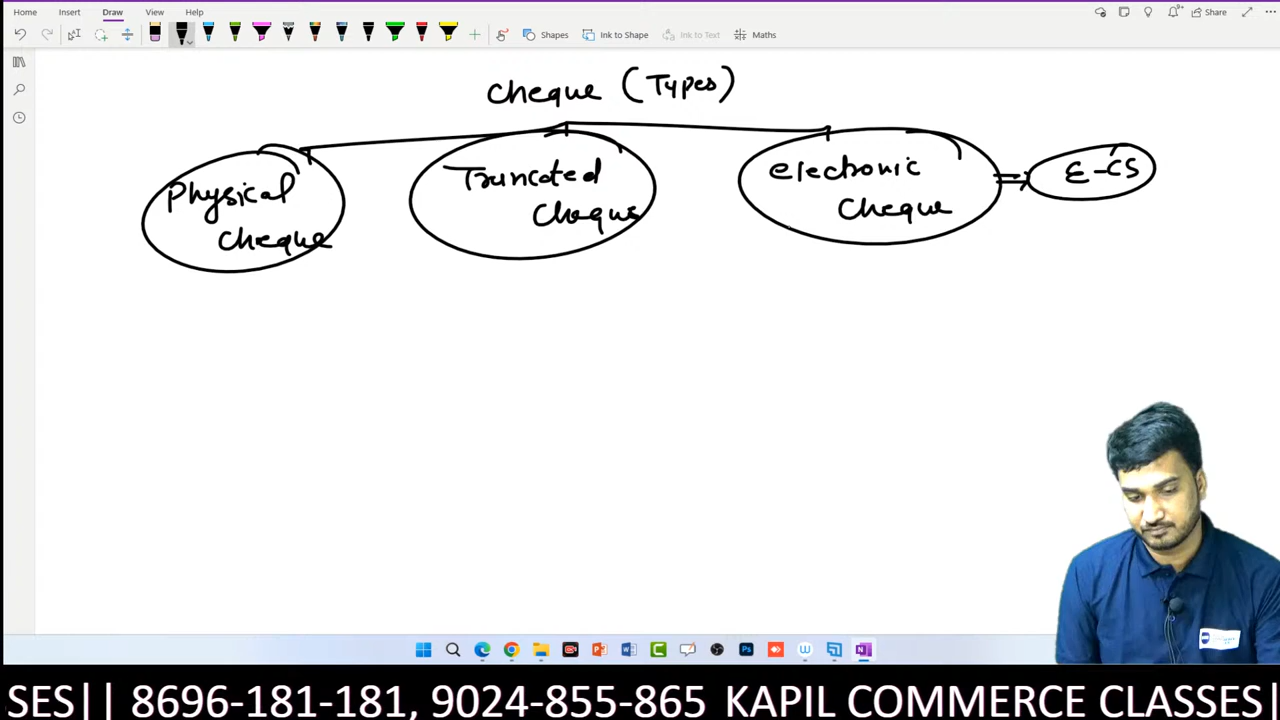 Home Insert Draw View Help
Share
Shapes Ink to Shape Ink to Text Maths
Cheque (Types)
Physical
Cheque
Truncated
Cheque
electronic
Cheque
E-CS
SES|| 8696-181-181, 9024-855-865 KAPIL COMMERCE CLASSES|